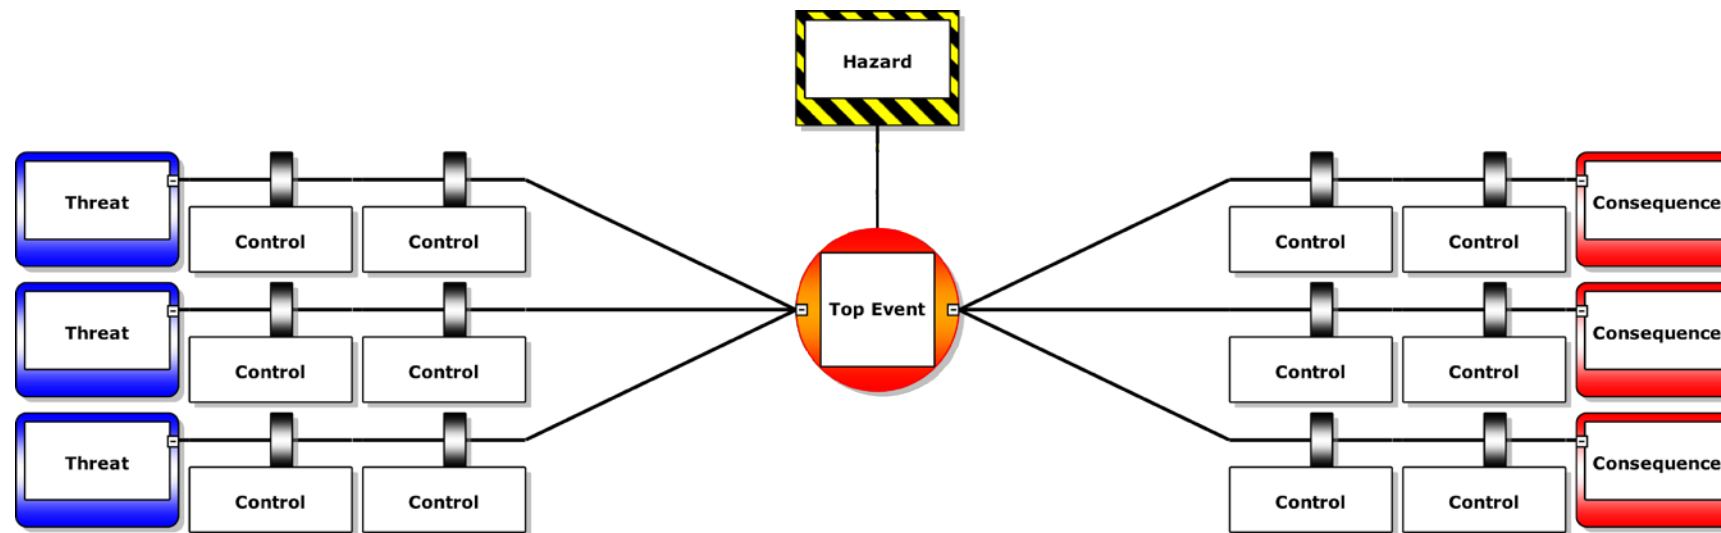 Hazard
Threat
Control
Control
Control
Control
Consequence
Threat
Control
Control
Top Event
Control
Control
Consequence
Threat
Control
Control
Control
Control
Consequence